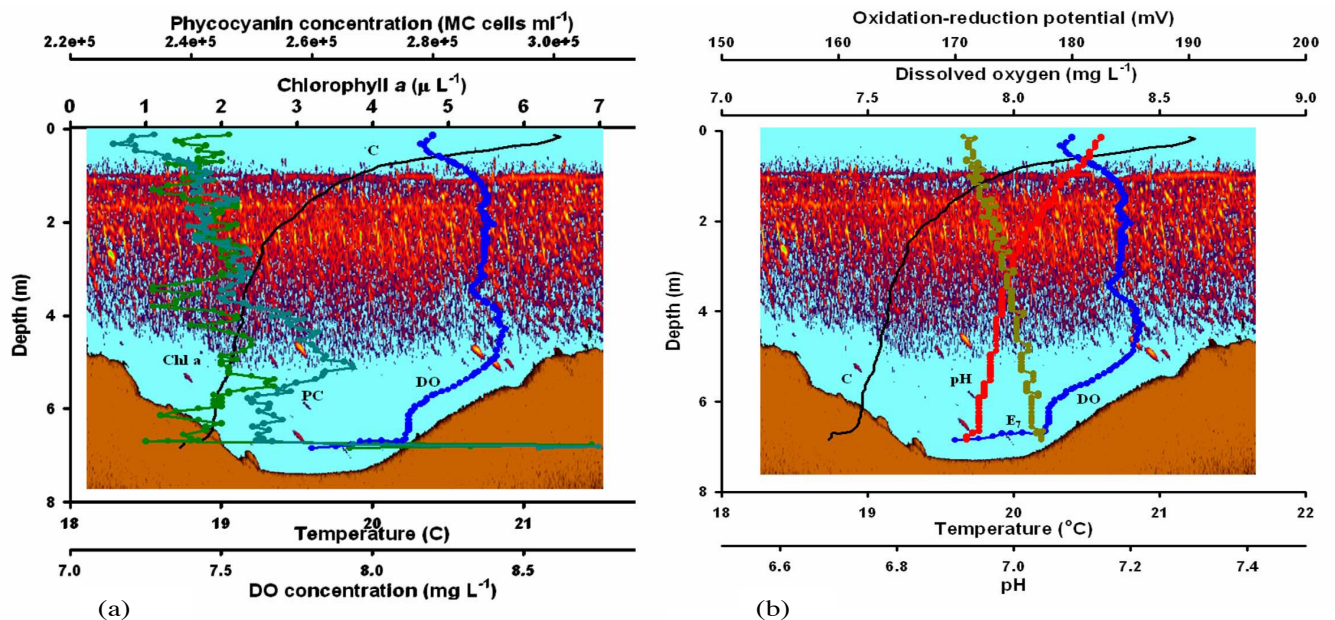 Phycocyanin concentration (MC cells ml⁻¹)
2.2e+5 2.4e+5 2.6e+5 2.8e+5 3.0e+5
Chlorophyll a (µ L⁻¹)
0 1 2 3 4 5 6 7
0
2
4
6
8
Depth (m)
C
Chl a
DO
PC
18 19 20 21
Temperature (C)
7.0 7.5 8.0 8.5
DO concentration (mg L⁻¹)
(a)
Oxidation-reduction potential (mV)
150 160 170 180 190 200
Dissolved oxygen (mg L⁻¹)
7.0 7.5 8.0 8.5 9.0
0
2
4
6
8
Depth (m)
C
pH
DO
E₇
18 19 20 21 22
Temperature (°C)
6.6 6.8 7.0 7.2 7.4
pH
(b)